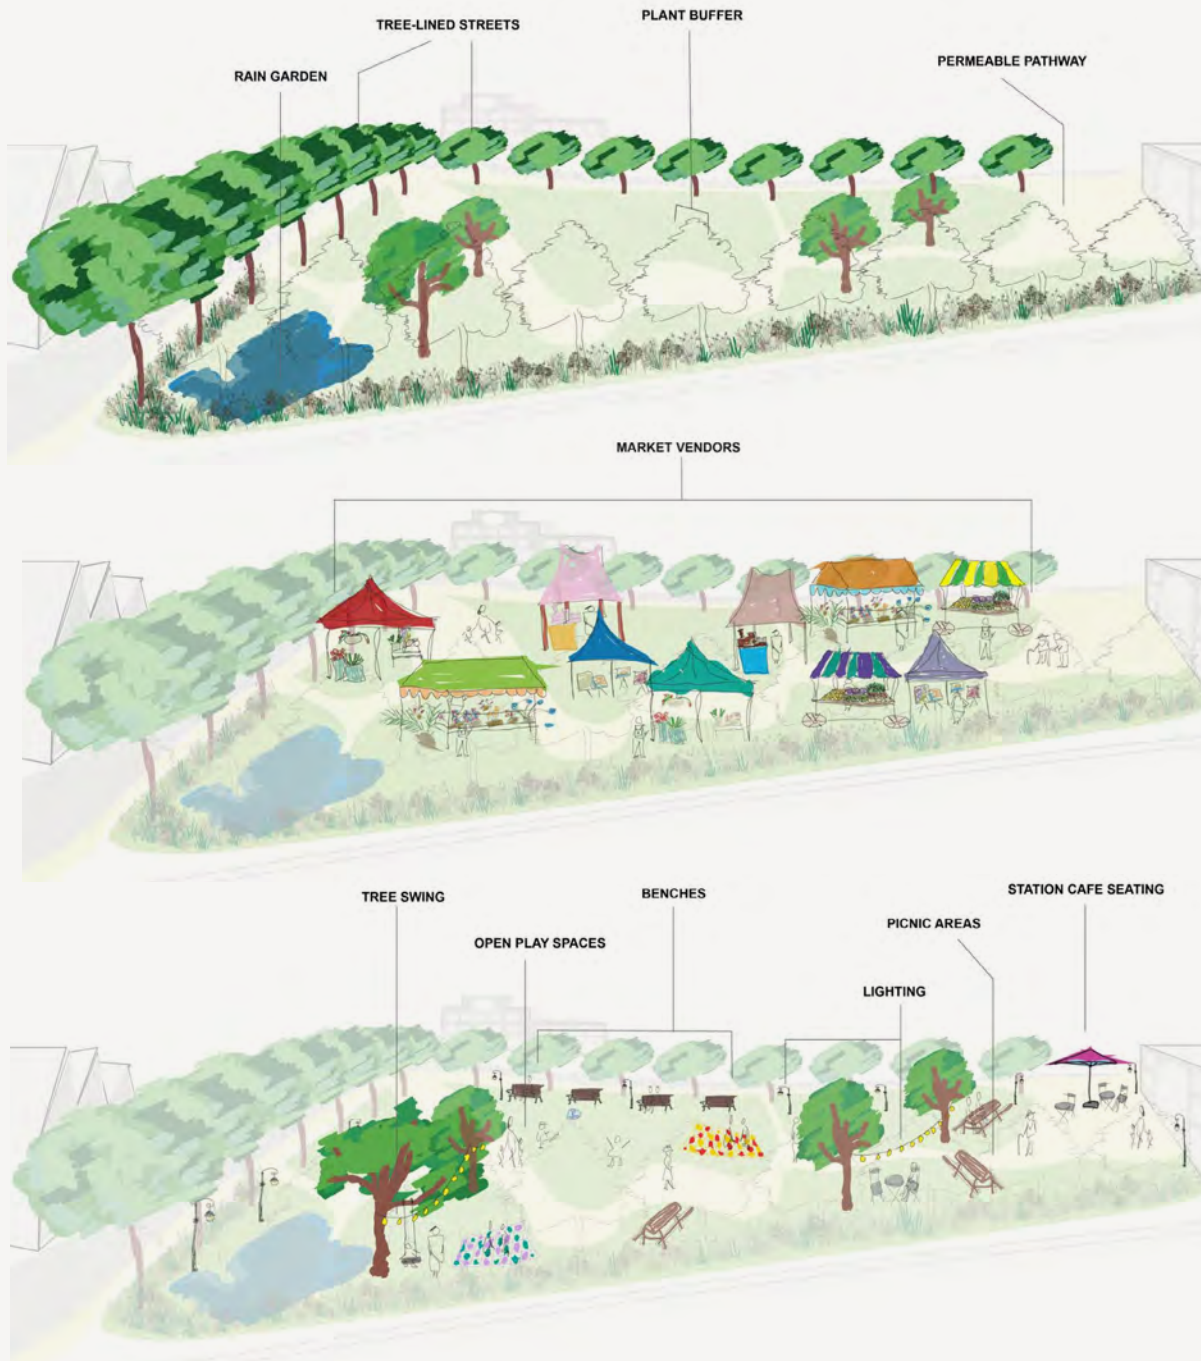 PLANT BUFFER
TREE-LINED STREETS
PERMEABLE PATHWAY
RAIN GARDEN
MARKET VENDORS
TREE SWING
BENCHES
STATION CAFE SEATING
PICNIC AREAS
OPEN PLAY SPACES
LIGHTING